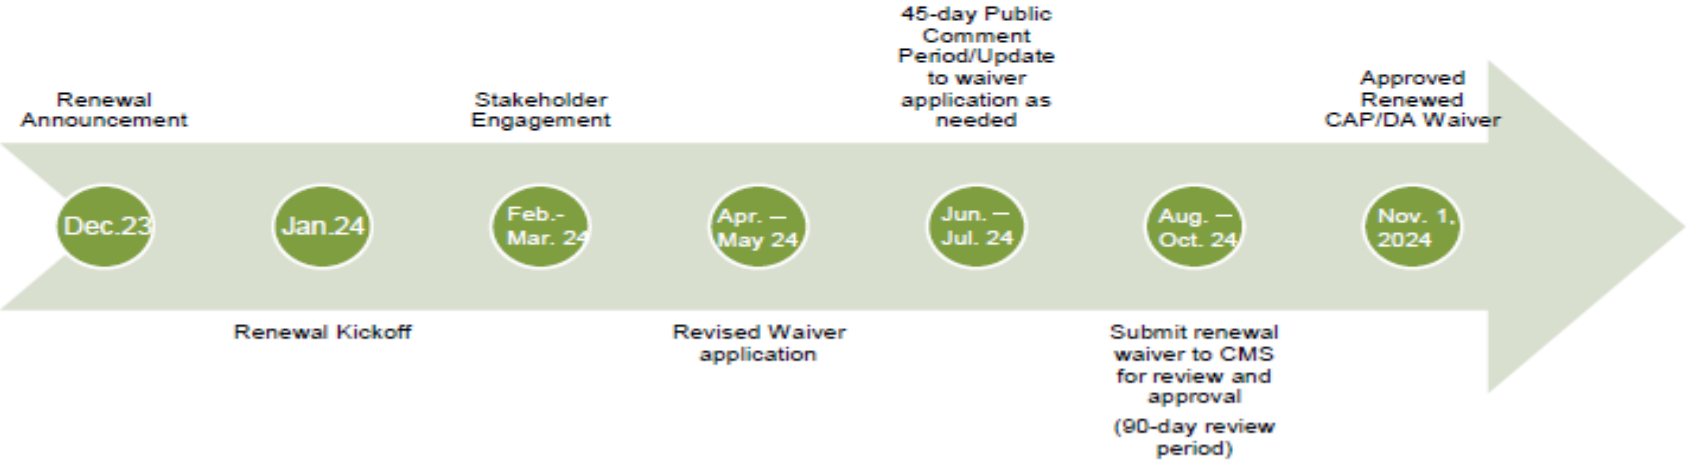 Renewal
Announcement
Dec.23
Jan.24
Renewal Kickoff
Stakeholder
Engagement
Feb.-
Mar. 24
Apr. –
May 24
Revised Waiver
application
45-day Public
Comment
Period/Update
to waiver
application as
needed
Jun. –
Jul. 24
Aug. –
Oct. 24
Submit renewal
waiver to CMS
for review and
approval
(90-day review
period)
Approved
Renewed
CAP/DA Waiver
Nov. 1,
2024